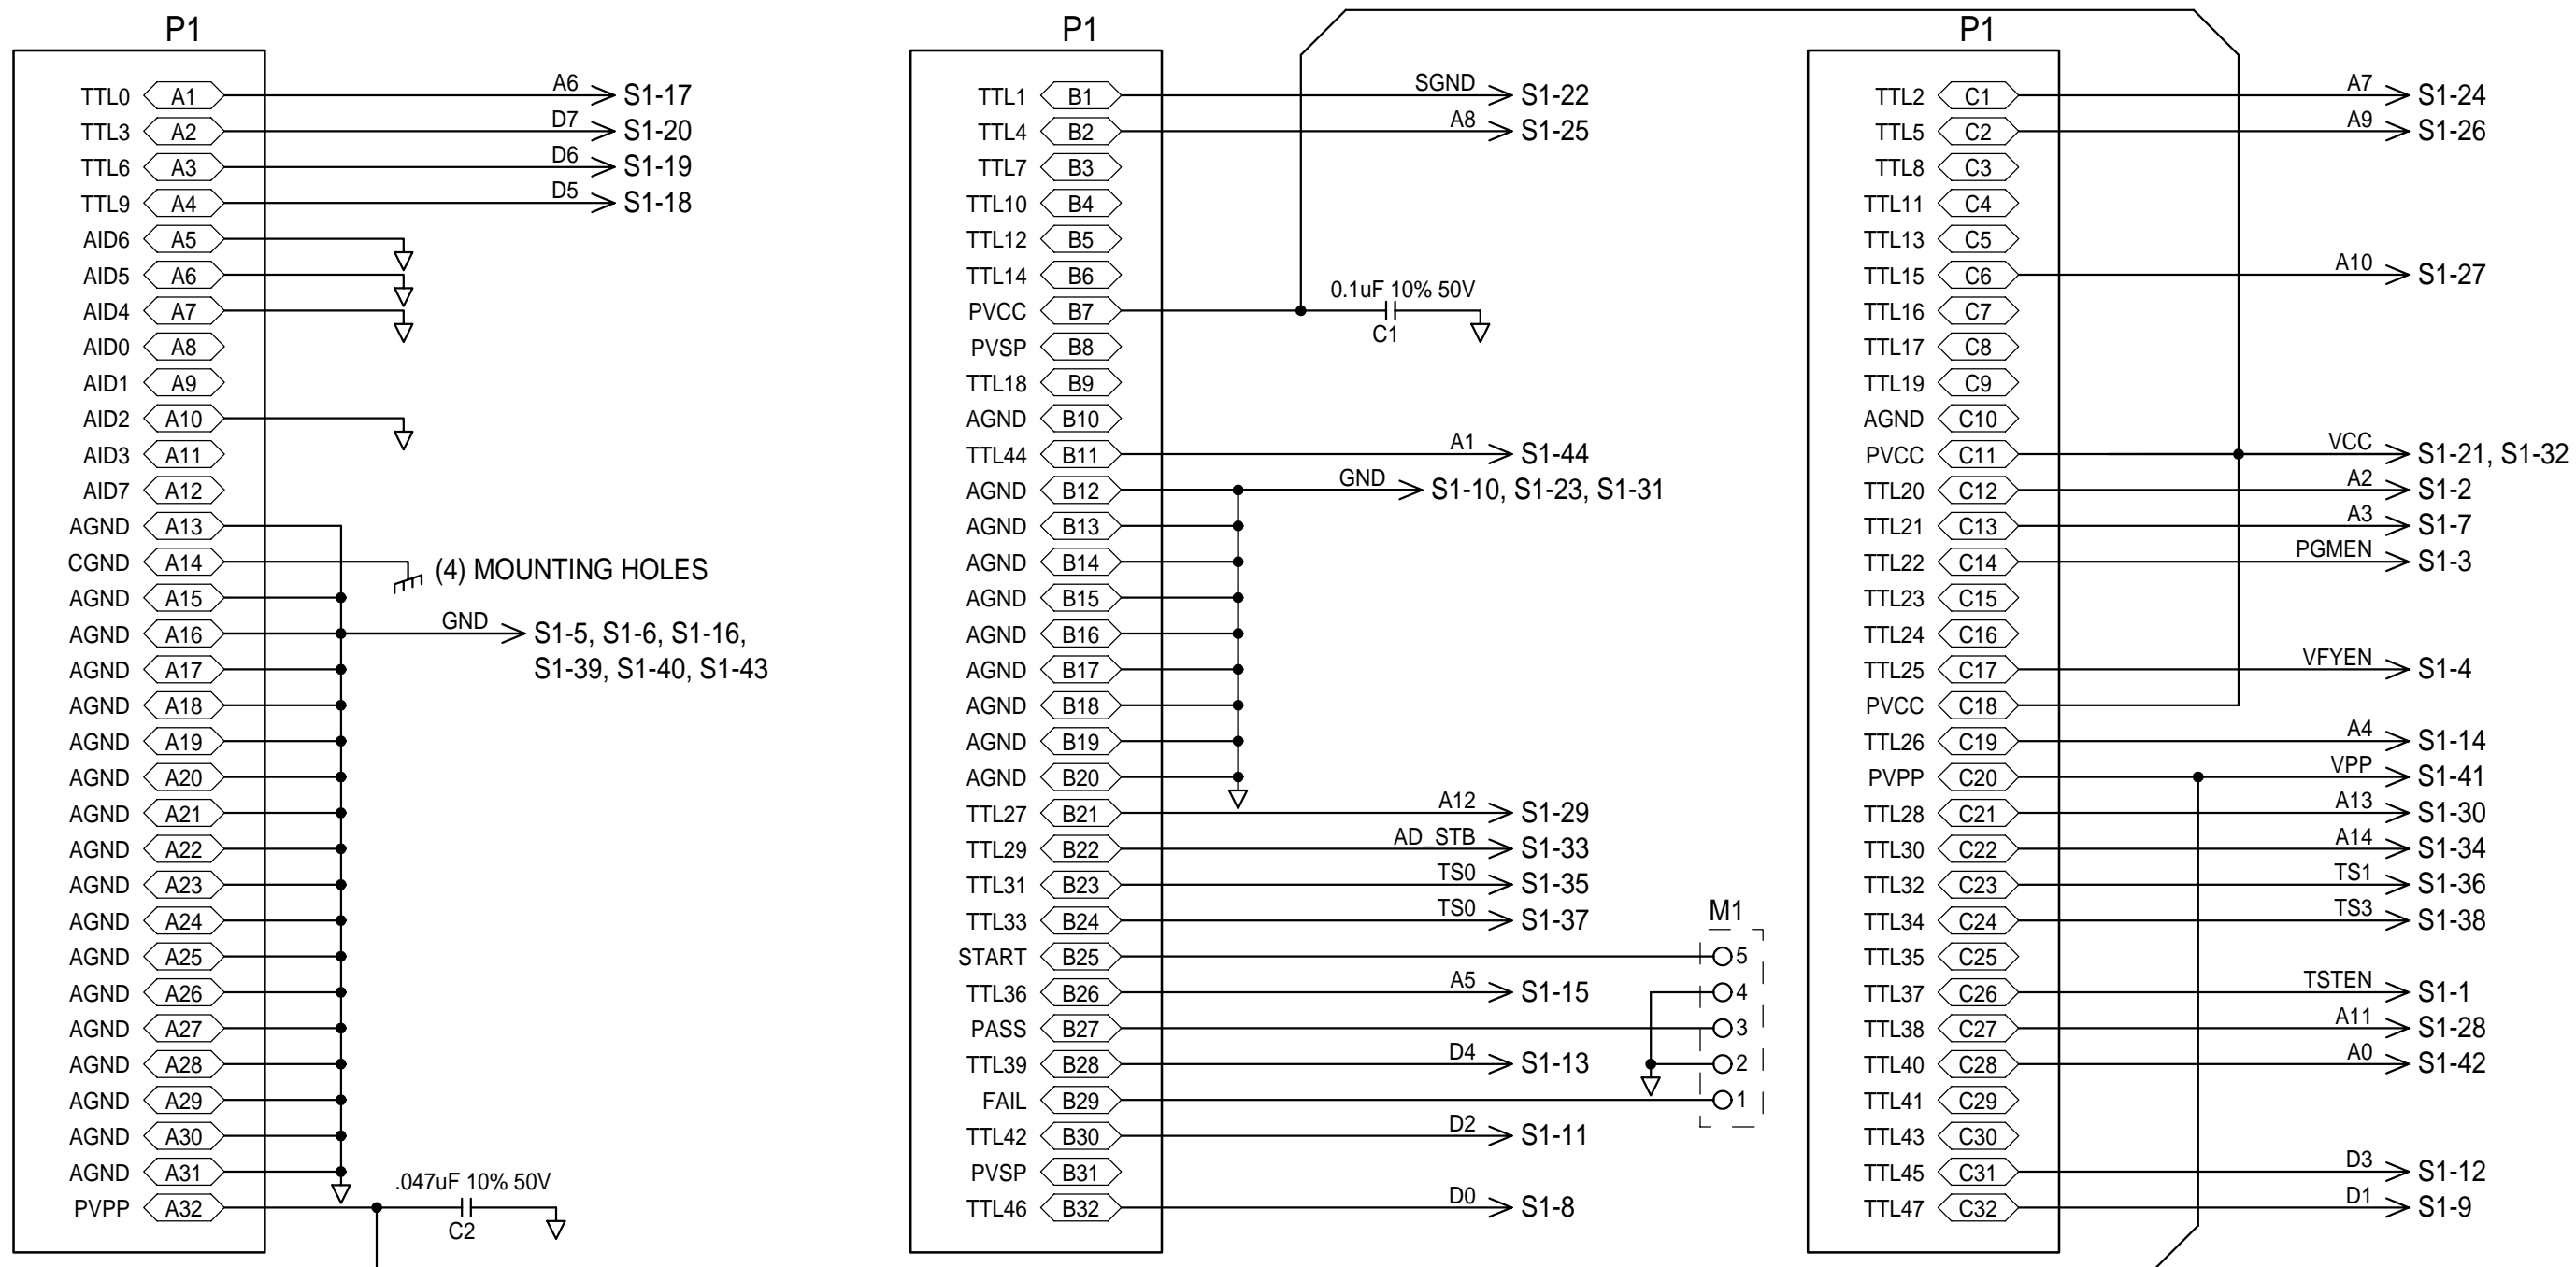 P1
TTL0 A1 A6 S1-17
TTL3 A2 D7 S1-20
TTL6 A3 D6 S1-19
TTL9 A4 D5 S1-18
AID6 A5
AID5 A6
AID4 A7
AID0 A8
AID1 A9
AID2 A10
AID3 A11
AID7 A12
AGND A13
CGND A14 (4) MOUNTING HOLES
AGND A15
AGND A16 GND S1-5, S1-6, S1-16,
AGND A17 S1-39, S1-40, S1-43
AGND A18
AGND A19
AGND A20
AGND A21
AGND A22
AGND A23
AGND A24
AGND A25
AGND A26
AGND A27
AGND A28
AGND A29
AGND A30
AGND A31
.047uF 10% 50V
PVPP A32
C2
P1
TTL1 B1 SGND S1-22
TTL4 B2 A8 S1-25
TTL7 B3
TTL10 B4
TTL12 B5
TTL14 B6
0.1uF 10% 50V
PVCC B7
C1
PVSP B8
TTL18 B9
AGND B10
TTL44 B11 A1 S1-44
AGND B12 GND S1-10, S1-23, S1-31
AGND B13
AGND B14
AGND B15
AGND B16
AGND B17
AGND B18
AGND B19
AGND B20
TTL27 B21 A12 S1-29
TTL29 B22 AD_STB S1-33
TTL31 B23 TS0 S1-35
TTL33 B24 TS0 S1-37
M1
START B25 5
TTL36 B26 A5 S1-15 4
PASS B27 3
TTL39 B28 D4 S1-13 2
FAIL B29 1
TTL42 B30 D2 S1-11
PVSP B31
TTL46 B32 D0 S1-8
P1
TTL2 C1 A7 S1-24
TTL5 C2 A9 S1-26
TTL8 C3
TTL11 C4
TTL13 C5
TTL15 C6 A10 S1-27
TTL16 C7
TTL17 C8
TTL19 C9
AGND C10
PVCC C11 VCC S1-21, S1-32
TTL20 C12 A2 S1-2
TTL21 C13 A3 S1-7
TTL22 C14 PGMEN S1-3
TTL23 C15
TTL24 C16
TTL25 C17 VFYEN S1-4
PVCC C18
TTL26 C19 A4 S1-14
PVPP C20 VPP S1-41
TTL28 C21 A13 S1-30
TTL30 C22 A14 S1-34
TTL32 C23 TS1 S1-36
TTL34 C24 TS3 S1-38
TTL35 C25
TTL37 C26 TSTEN S1-1
TTL38 C27 A11 S1-28
TTL40 C28 A0 S1-42
TTL41 C29
TTL43 C30
TTL45 C31 D3 S1-12
TTL47 C32 D1 S1-9